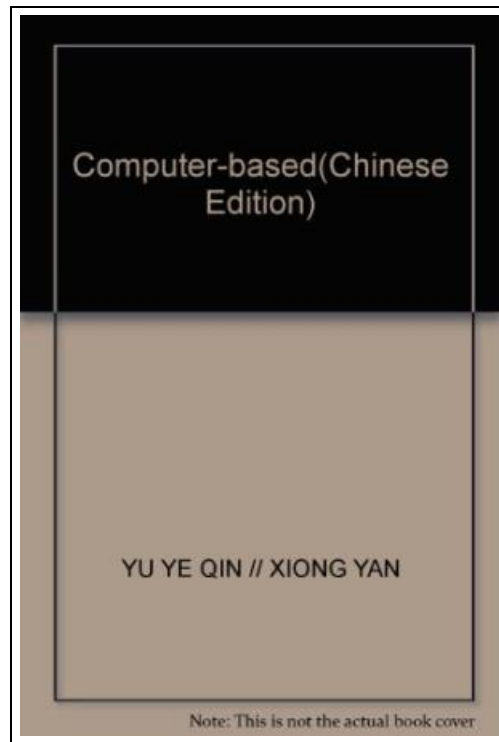 Computer-based(Chinese
Edition)
YU YE QIN // XIONG YAN
Note: This is not the actual book cover